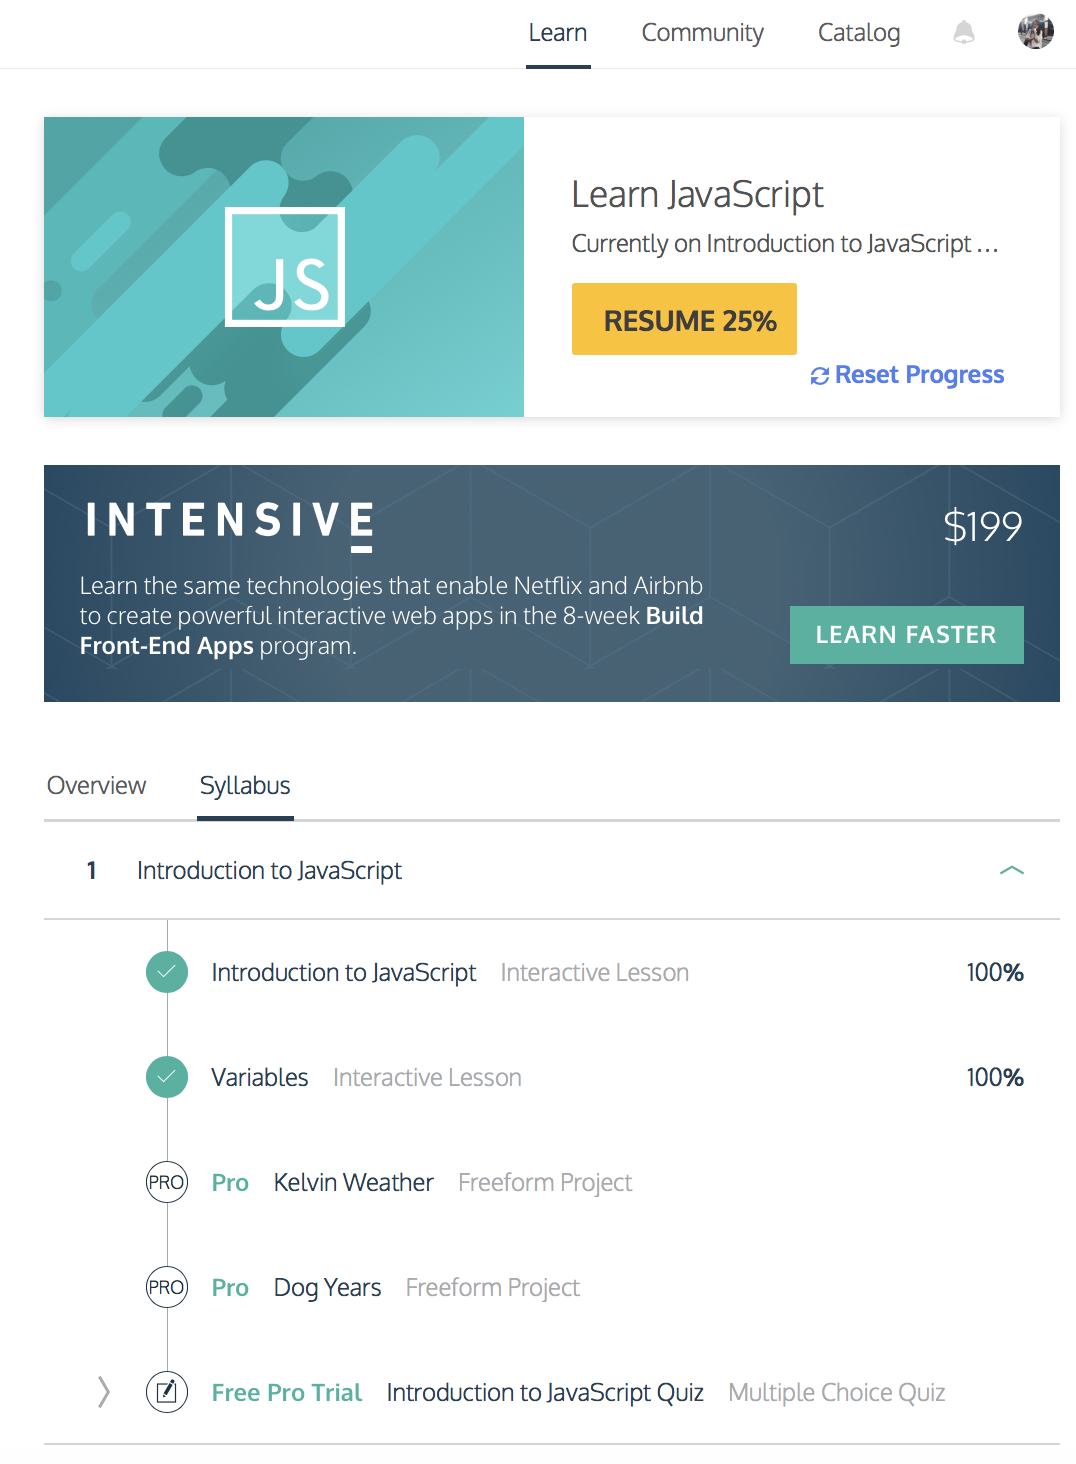 Learn Community Catalog
JS
Learn JavaScript
Currently on Introduction to JavaScript ...
RESUME 25%
Reset Progress
INTENSIVE
$199
Learn the same technologies that enable Netflix and Airbnb
to create powerful interactive web apps in the 8-week Build
Front-End Apps program.
LEARN FASTER
Overview Syllabus
1 Introduction to JavaScript
Introduction to JavaScript Interactive Lesson 100%
Variables Interactive Lesson 100%
PRO Pro Kelvin Weather Freeform Project
PRO Pro Dog Years Freeform Project
Free Pro Trial Introduction to JavaScript Quiz Multiple Choice Quiz